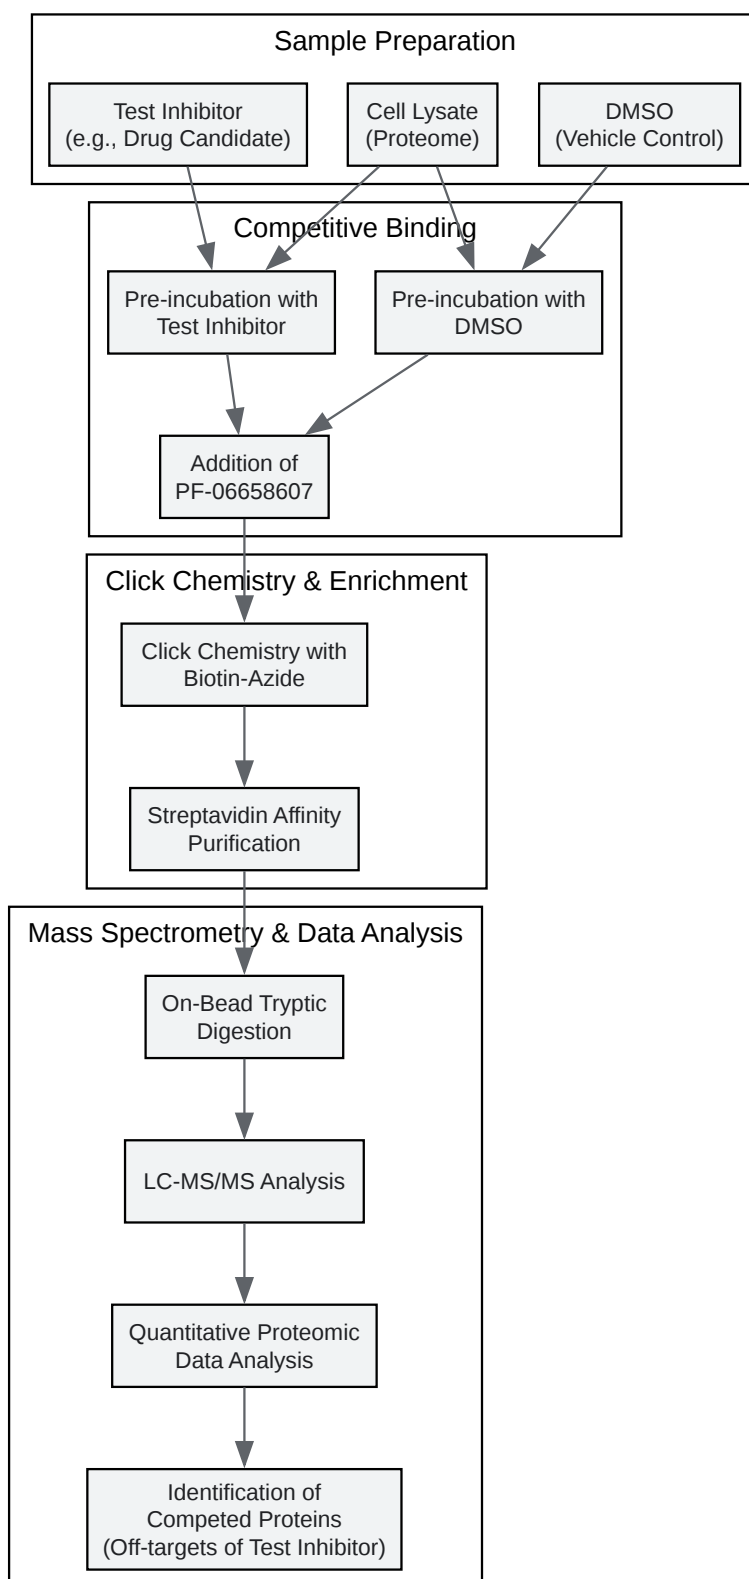 Sample Preparation
Test Inhibitor
(e.g., Drug Candidate)
Cell Lysate
(Proteome)
DMSO
(Vehicle Control)
Competitive Binding
Pre-incubation with
Test Inhibitor
Pre-incubation with
DMSO
Addition of
PF-06658607
Click Chemistry & Enrichment
Click Chemistry with
Biotin-Azide
Streptavidin Affinity
Purification
Mass Spectrometry & Data Analysis
On-Bead Tryptic
Digestion
LC-MS/MS Analysis
Quantitative Proteomic
Data Analysis
Identification of
Competed Proteins
(Off-targets of Test Inhibitor)